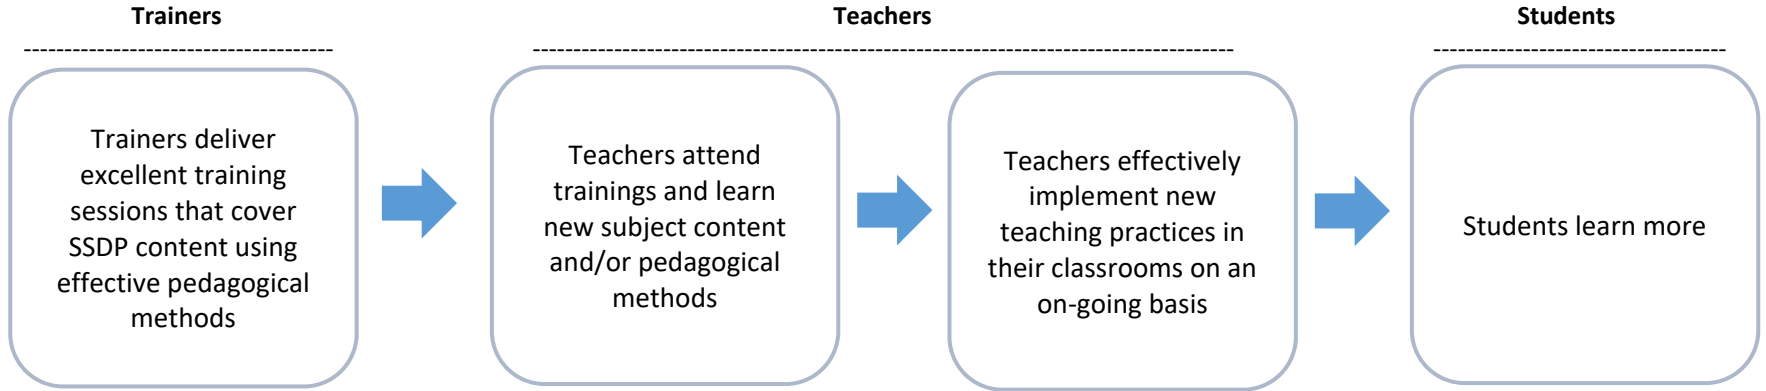 Trainers
Teachers
Students
Trainers deliver
excellent training
sessions that cover
SSDP content using
effective pedagogical
methods
Teachers attend
trainings and learn
new subject content
and/or pedagogical
methods
Teachers effectively
implement new
teaching practices in
their classrooms on an
on-going basis
Students learn more